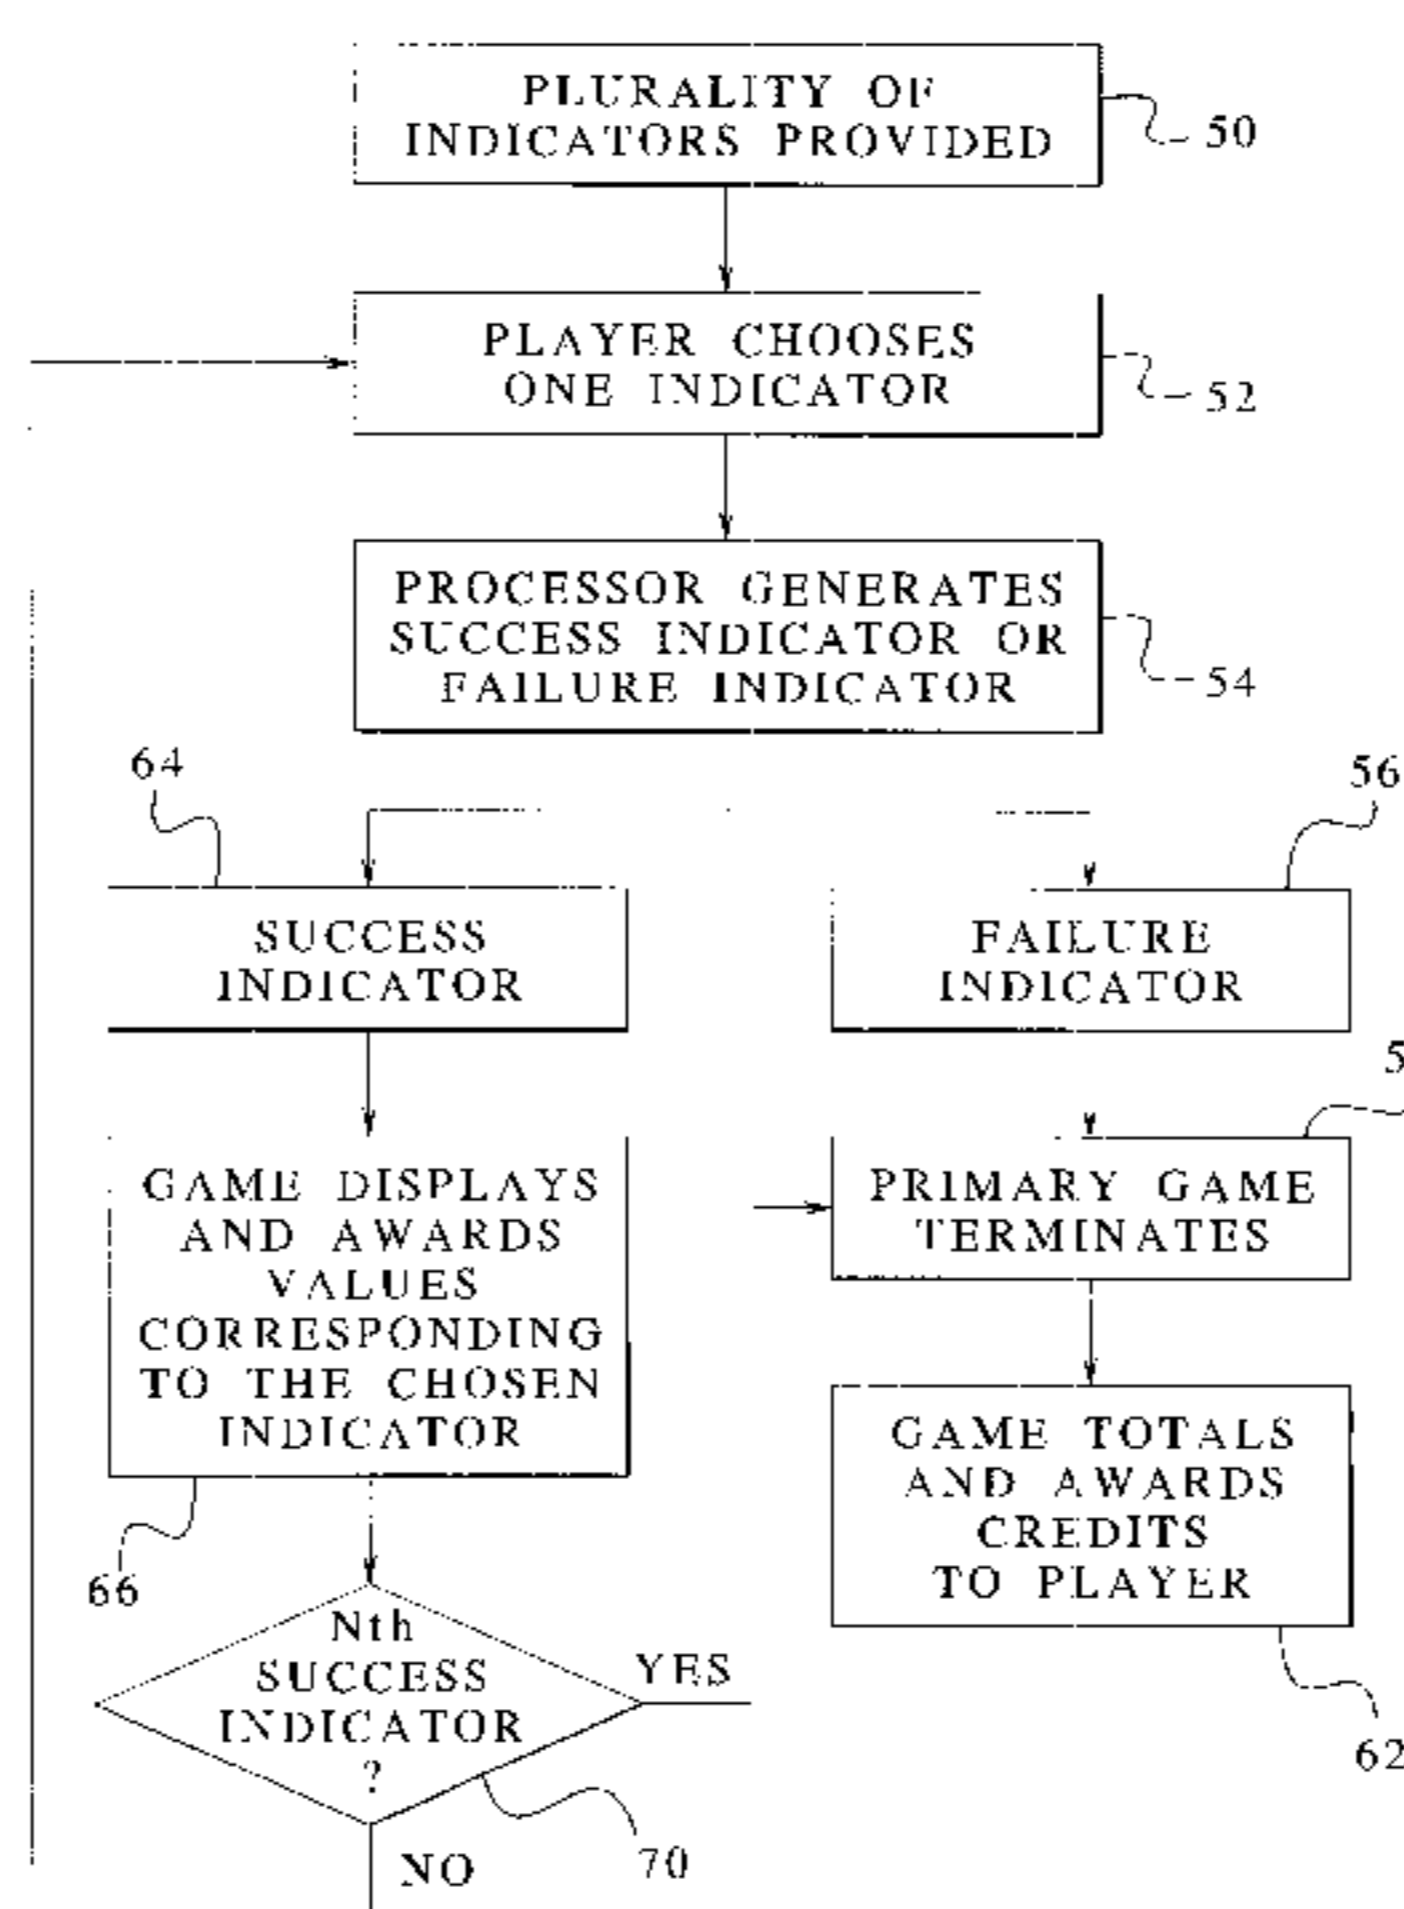 PLURALITY OF
INDICATORS PROVIDED
50
PLAYER CHOOSES
ONE INDICATOR
52
PROCESSOR GENERATES
SUCCESS INDICATOR OR
FAILURE INDICATOR
54
64
56
SUCCESS
INDICATOR
FAILURE
INDICATOR
5
GAME DISPLAYS
AND AWARDS
VALUES
CORRESPONDING
TO THE CHOSEN
INDICATOR
PRIMARY GAME
TERMINATES
GAME TOTALS
AND AWARDS
CREDITS
TO PLAYER
66
62
Nth
SUCCESS
INDICATOR
?
YES
70
NO